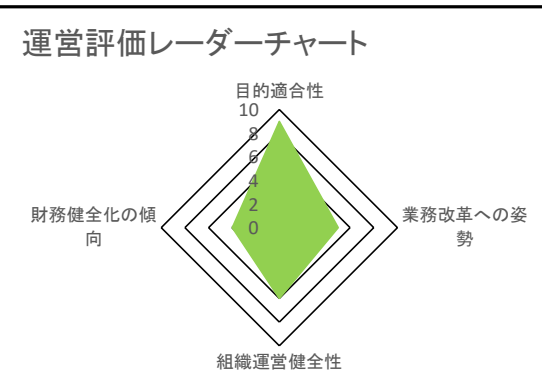 運営評価レーダーチャート
目的適合性
10
8
6
4
2
0
財務健全化の傾
向
業務改革への姿
勢
組織運営健全性